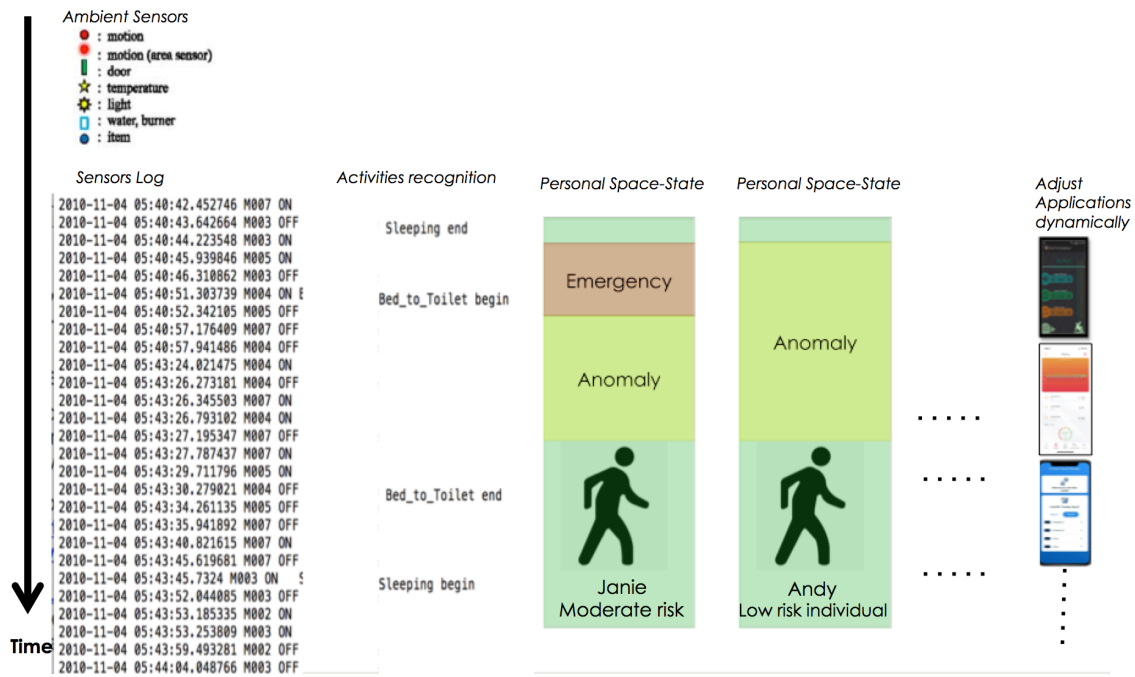 Ambient Sensors
: motion
: motion (area sensor)
: door
: temperature
: light
: water, burner
: item
Sensors Log
Activities recognition
Personal Space-State
Personal Space-State
Adjust
Applications
dynamically
2010-11-04 05:40:42.452746 M007 ON
2010-11-04 05:40:43.642664 M003 OFF
2010-11-04 05:40:44.223548 M003 ON
2010-11-04 05:40:45.939846 M005 ON
2010-11-04 05:40:46.310862 M003 OFF
2010-11-04 05:40:51.303739 M004 ON
2010-11-04 05:40:52.342105 M005 OFF
2010-11-04 05:40:57.176409 M007 OFF
2010-11-04 05:40:57.941486 M004 OFF
2010-11-04 05:43:24.021475 M004 ON
2010-11-04 05:43:26.273181 M004 OFF
2010-11-04 05:43:26.345503 M007 ON
2010-11-04 05:43:26.793102 M004 ON
2010-11-04 05:43:27.195347 M007 OFF
2010-11-04 05:43:27.787437 M007 ON
2010-11-04 05:43:29.711796 M005 ON
2010-11-04 05:43:30.279021 M004 OFF
2010-11-04 05:43:34.261135 M005 OFF
2010-11-04 05:43:35.941892 M007 OFF
2010-11-04 05:43:40.821615 M007 ON
2010-11-04 05:43:45.619681 M007 OFF
2010-11-04 05:43:45.7324 M003 ON
2010-11-04 05:43:52.044085 M003 OFF
2010-11-04 05:43:53.185335 M002 ON
2010-11-04 05:43:53.253809 M003 ON
2010-11-04 05:43:59.493281 M002 OFF
2010-11-04 05:44:04.048766 M003 OFF
Time
Sleeping end
Bed_to_Toilet begin
Bed_to_Toilet end
Sleeping begin
Emergency
Anomaly
Janie
Moderate risk
Anomaly
Andy
Low risk individual